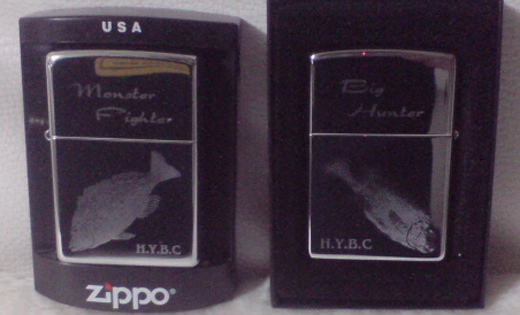 USA
Monster
Fighter
H.Y.B.C
Zippo®
Big
Hunter
H.Y.B.C